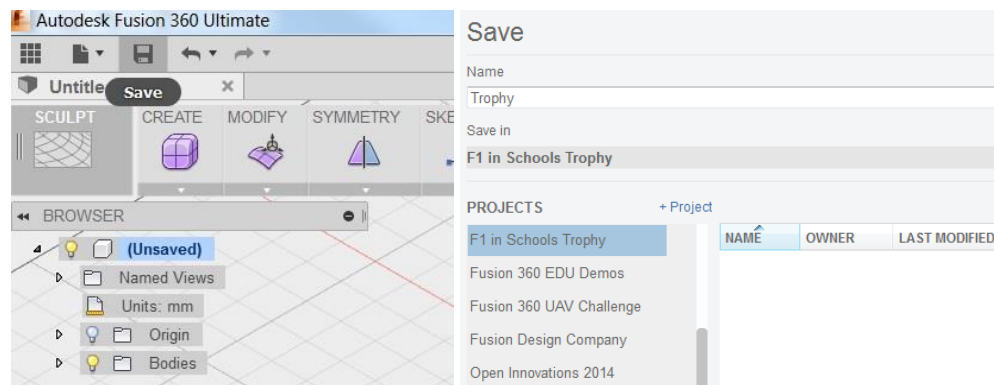 Autodesk Fusion 360 Ultimate
Untitle
Save
SCULPT CREATE MODIFY SYMMETRY SKE
BROWSER
(Unsaved)
Named Views
Units: mm
Origin
Bodies
Save
Name
Trophy
Save in
F1 in Schools Trophy
PROJECTS + Project
F1 in Schools Trophy
Fusion 360 EDU Demos
Fusion 360 UAV Challenge
Fusion Design Company
Open Innovations 2014
NAME OWNER LAST MODIFIED